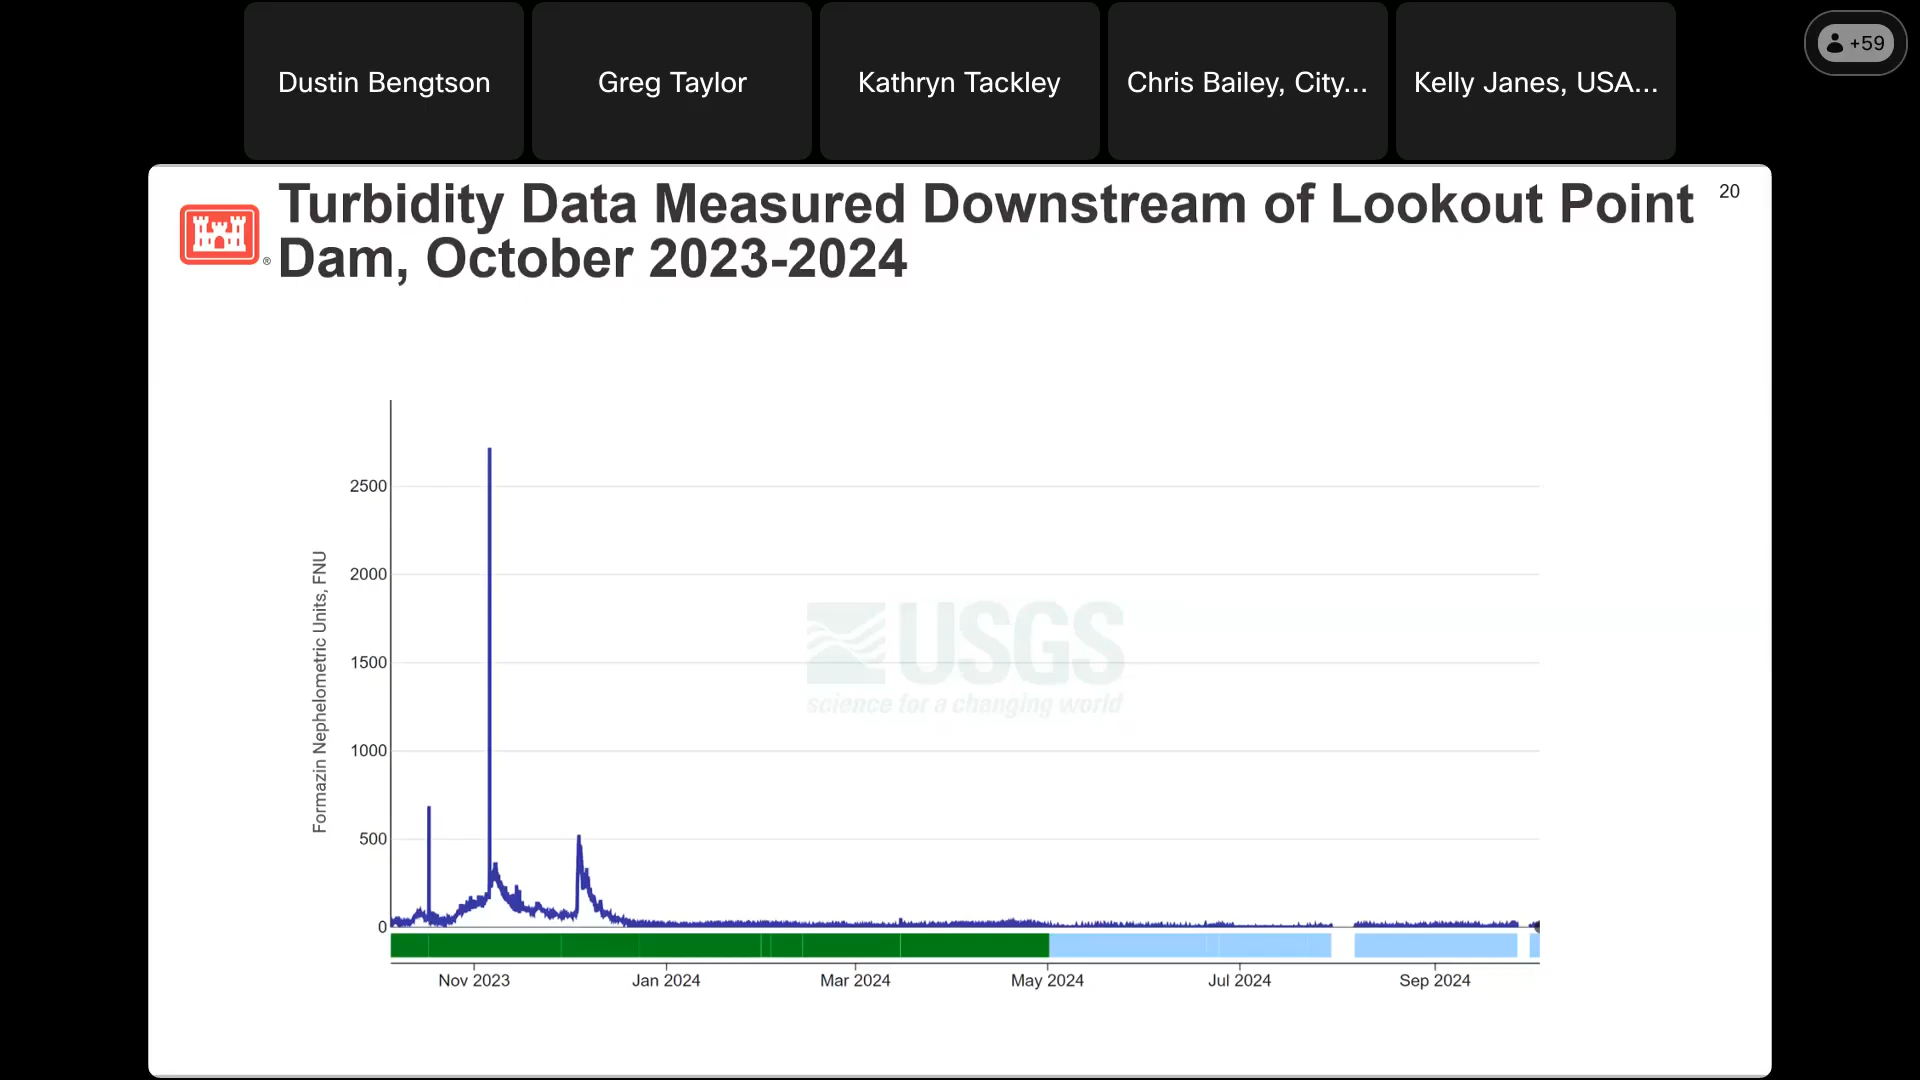 Dustin Bengtson
Greg Taylor
Kathryn Tackley
Chris Bailey, City...
Kelly Janes, USA...
+59
Turbidity Data Measured Downstream of Lookout Point
Dam, October 2023-2024
20
®
Formazin Nephelometric Units, FNU
2500
2000
1500
1000
500
0
USGS
science for a changing world
Nov 2023
Jan 2024
Mar 2024
May 2024
Jul 2024
Sep 2024